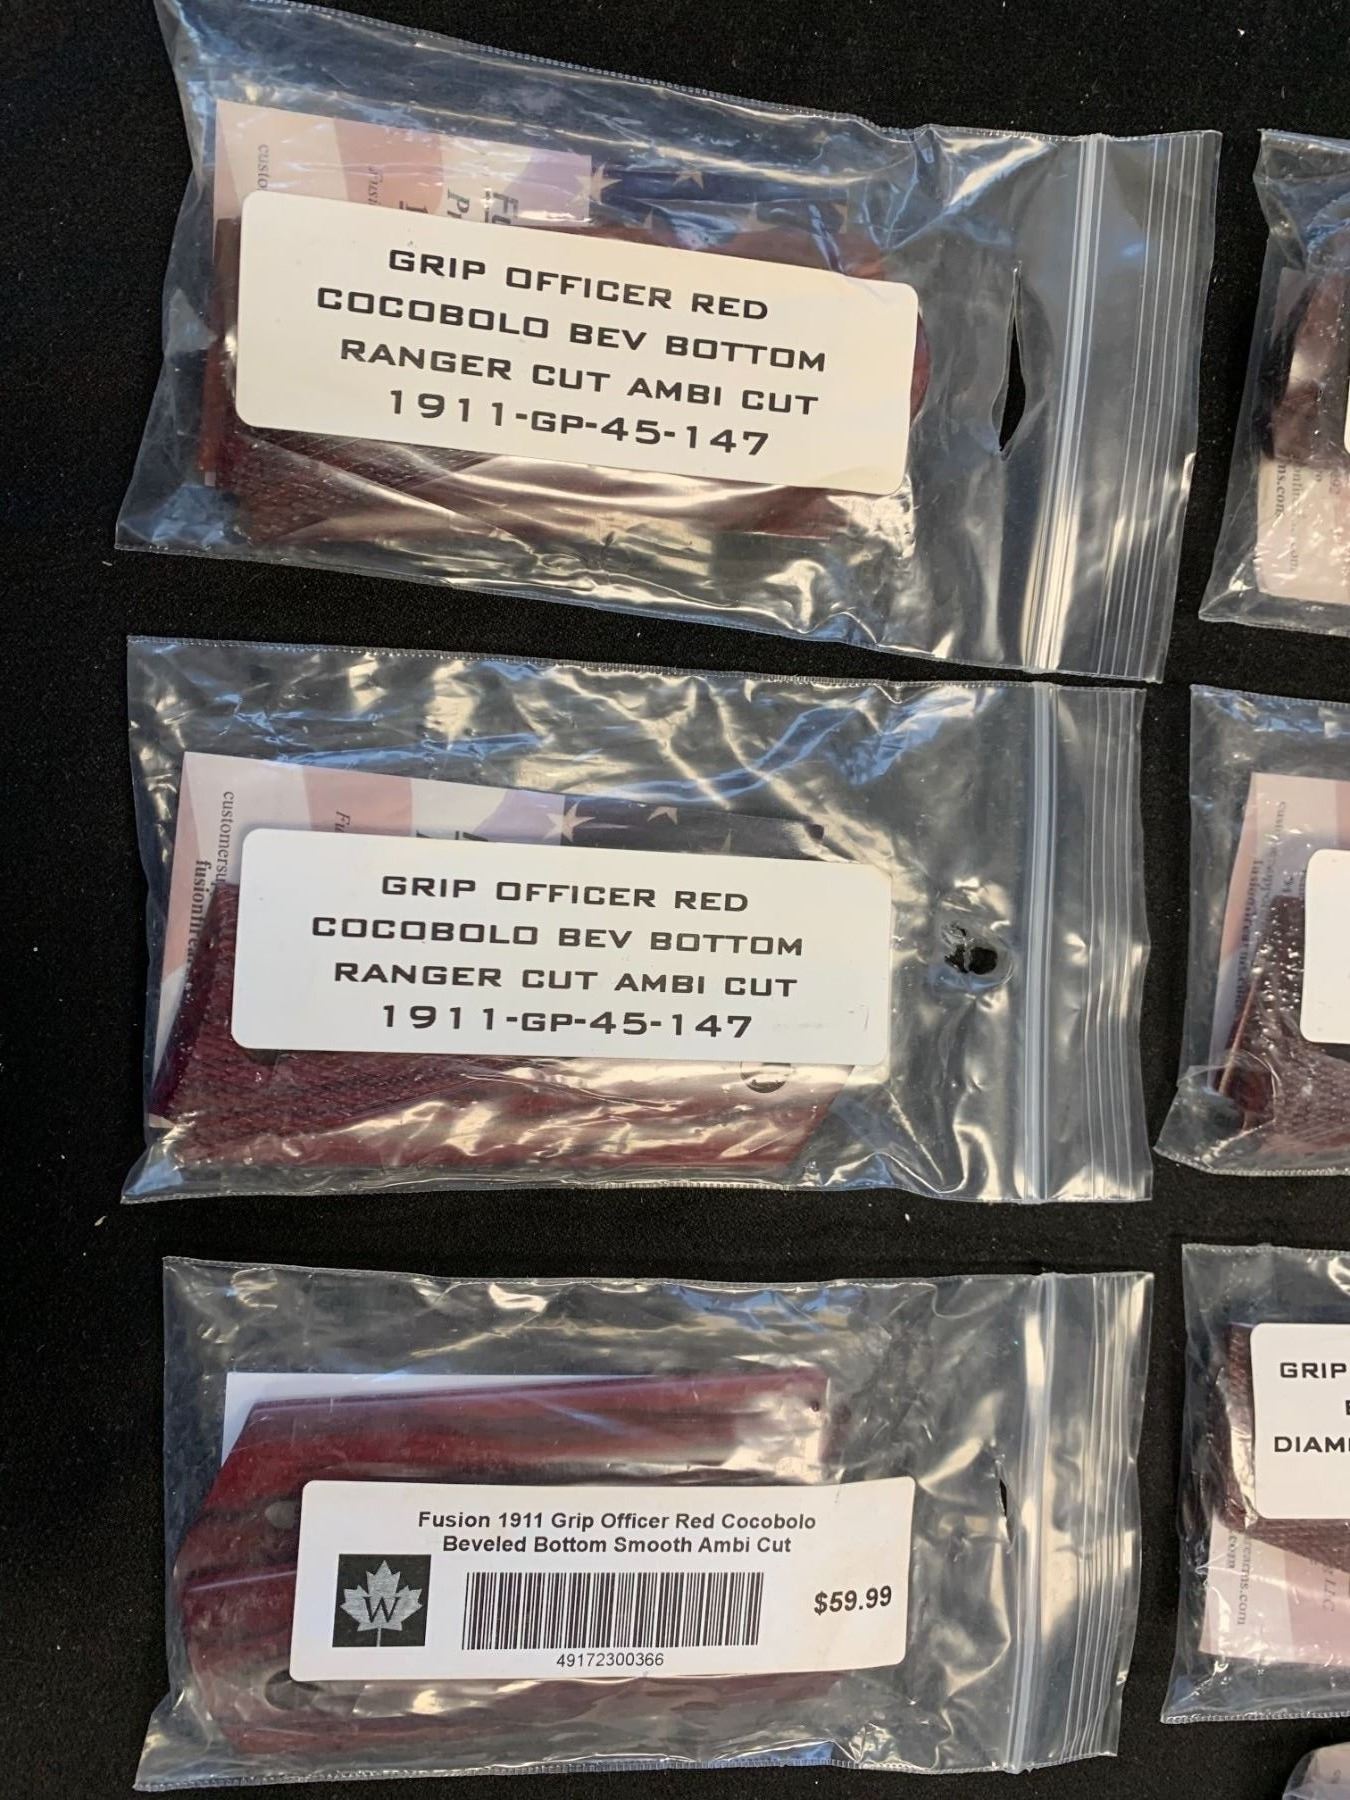 GRIP OFFICER RED
COCOBOLO BEV BOTTOM
RANGER CUT AMBI CUT
1911-GP-45-147
GRIP OFFICER RED
COCOBOLO BEV BOTTOM
RANGER CUT AMBI CUT
1911-GP-45-147
Fusion 1911 Grip Officer Red Cocobolo
Beveled Bottom Smooth Ambi Cut
W
$59.99
49172300366
GRIP